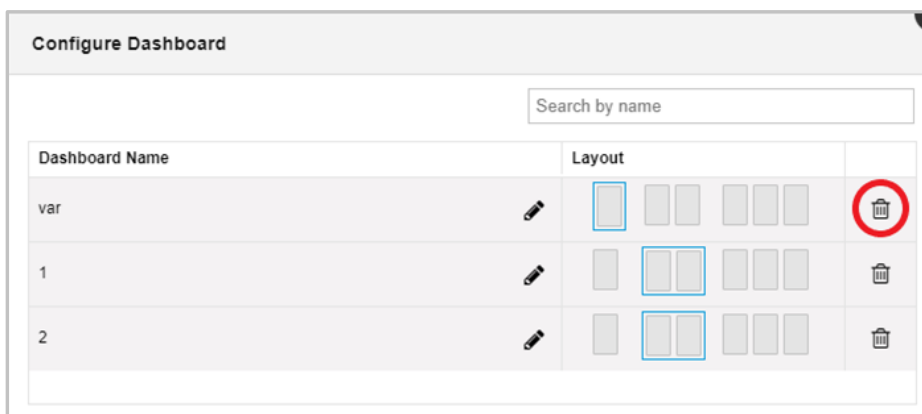 Configure Dashboard
Search by name
Dashboard Name Layout
var
1
2